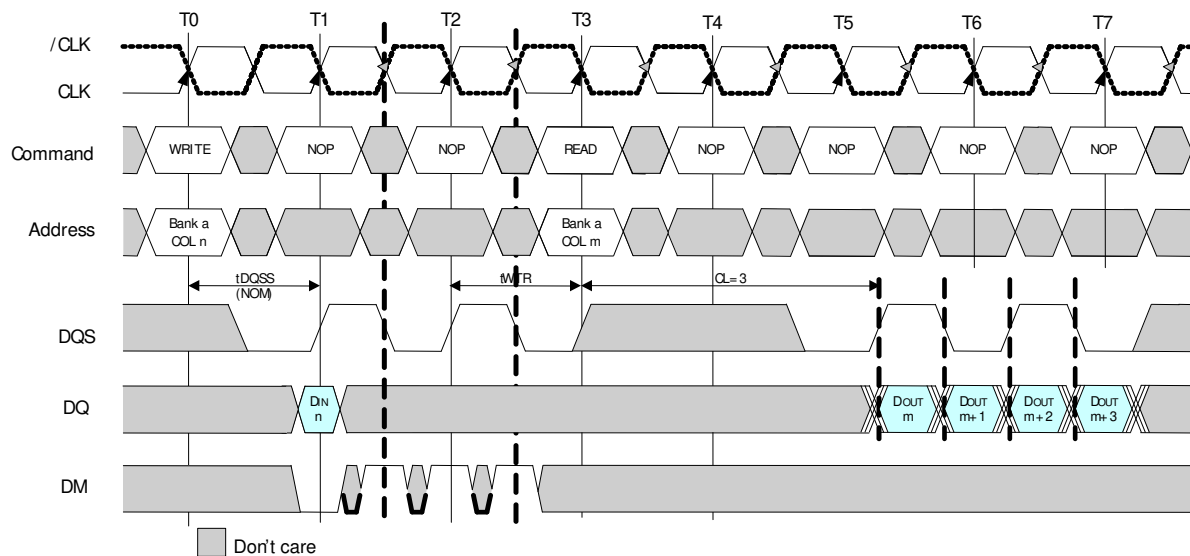 T0 T1 T2 T3 T4 T5 T6 T7
/CLK
CLK
Command WRITE NOP NOP READ NOP NOP NOP NOP
Address Bank a COL n Bank a COL m
tDQSS (NOM) tWTR CL= 3
DQS
DQ DIN n DOUT m DOUT m+1 DOUT m+2 DOUT m+3
DM
Don't care